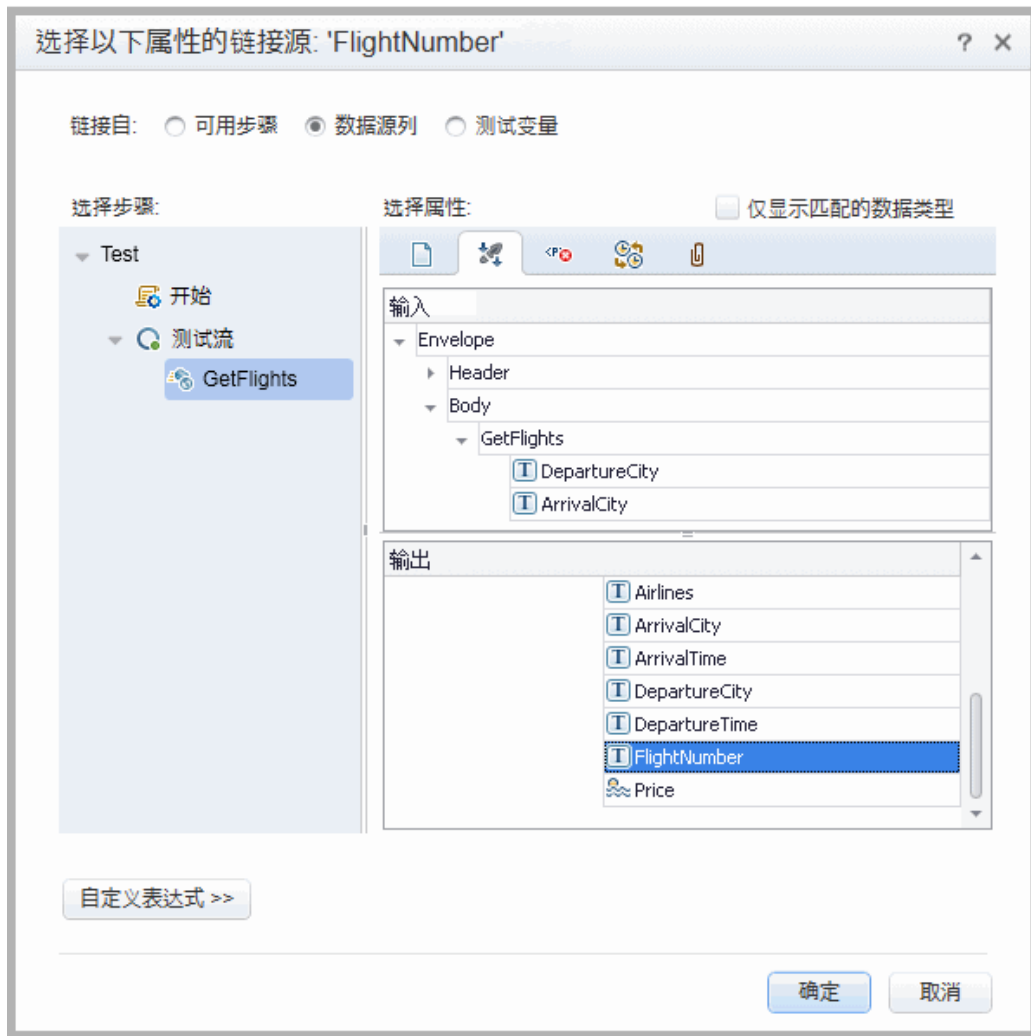 选择以下属性的链接源: 'FlightNumber'
链接自: 可用步骤 数据源列 测试变量
选择步骤: 选择属性: 仅显示匹配的数据类型
Test
开始
测试流
GetFlights
输入
Envelope
Header
Body
GetFlights
T DepartureCity
T ArrivalCity
输出
T Airlines
T ArrivalCity
T ArrivalTime
T DepartureCity
T DepartureTime
T FlightNumber
Price
自定义表达式 >>
确定 取消